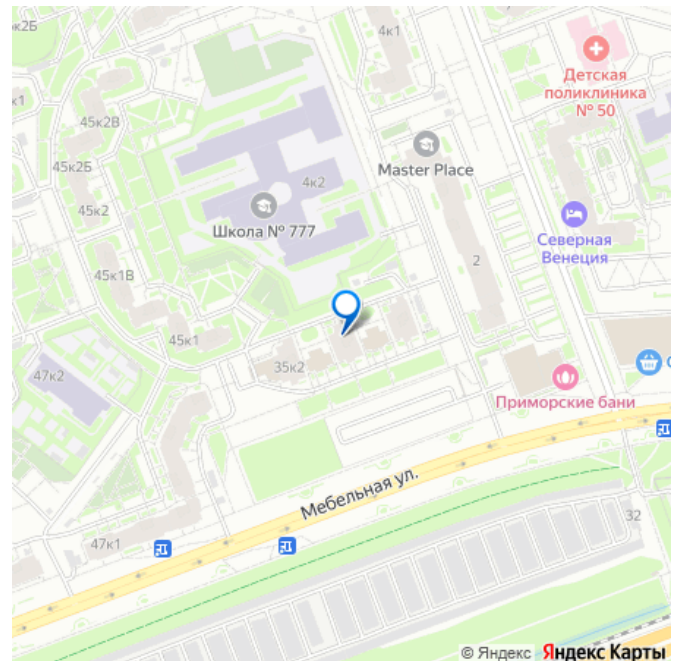 к2Б
4к1
Детская
поликлиника
№ 50
к1
45к2В
Master Place
45к2Б
4к2
45к2
Школа № 777
Северная
Венеция
2
45к1В
45к1
35к2
47к2
Приморские бани
Мебельная ул.
32
47к1
© Яндекс Яндекс Карты